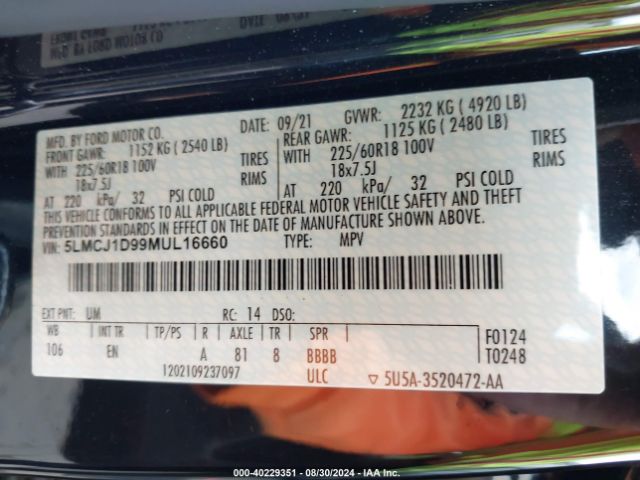 MFD. BY FORD MOTOR CO.
MFD. BY FORD MOTOR CO. DATE: 09/21 GVWR: 2232 KG ( 4920 LB)
FRONT GAWR: 1152 KG ( 2540 LB) REAR GAWR: 1125 KG ( 2480 LB)
WITH 225/60R18 100V TIRES WITH 225/60R18 100V TIRES
18x7.5J RIMS 18x7.5J RIMS
AT 220 kPa/ 32 PSI COLD AT 220 kPa/ 32 PSI COLD
THIS VEHICLE CONFORMS TO ALL APPLICABLE FEDERAL MOTOR VEHICLE SAFETY AND THEFT
PREVENTION STANDARDS IN EFFECT ON THE DATE OF MANUFACTURE SHOWN ABOVE.
VIN: 5LMCJ1D99MUL16660 TYPE: MPV
EXT PNT: UM RC: 14 DSO:
WB INT TR TP/PS R AXLE TR SPR F0124
106 EN A 81 8 BBBB T0248
1202109237097 ULC ▽ 5U5A-3520472-AA
000-40229351 - 08/30/2024 - IAA Inc.